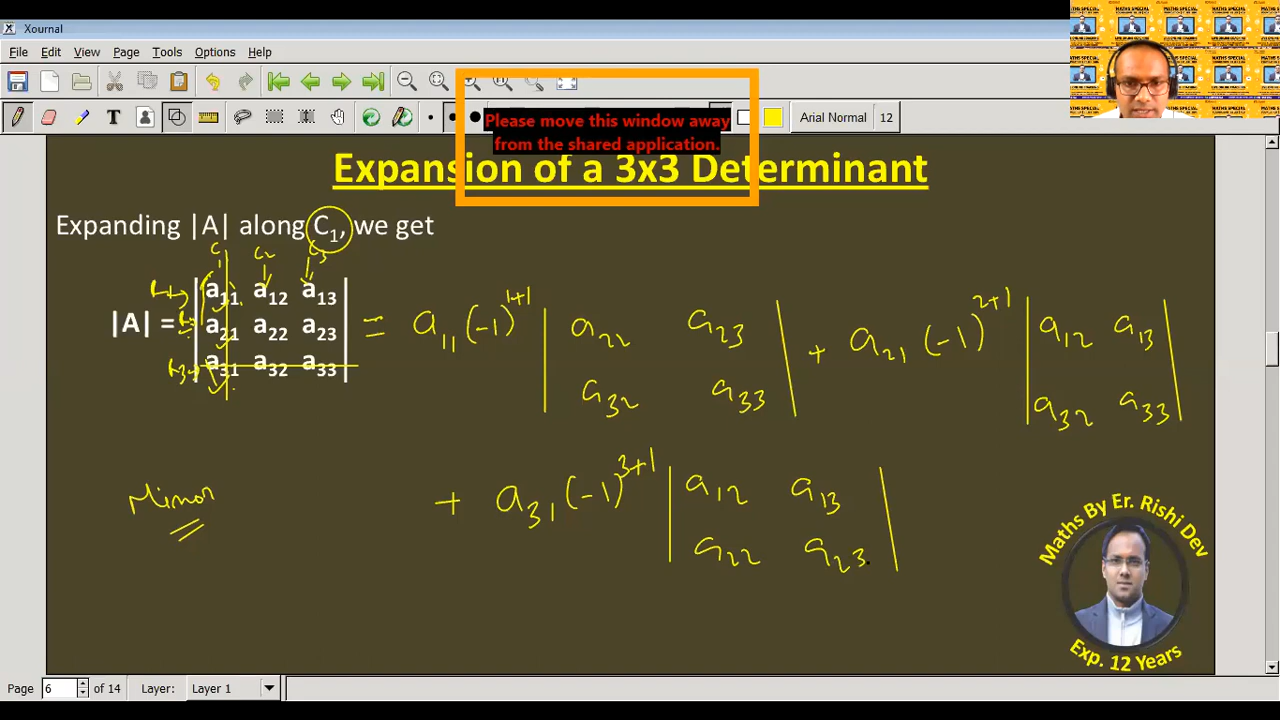 Xournal
File Edit View Page Tools Options Help
Please move this window away
from the shared application.
Arial Normal 12
Expansion of a 3x3 Determinant
Expanding |A| along C₁, we get
C₁ C2 C3
|A| = | a₁₁ a₁₂ a₁₃ | = a₁₁ (-1)¹⁺¹ | a₂₂ a₂₃ | + a₂₁ (-1)²⁺¹ | a₁₂ a₁₃ |
| a₂₁ a₂₂ a₂₃ | | a₃₂ a₃₃ | | a₃₂ a₃₃ |
| a₃₁ a₃₂ a₃₃ |
Minor
+ a₃₁ (-1)³⁺¹ | a₁₂ a₁₃ |
| a₂₂ a₂₃ |
Maths By Er. Rishi Dev
Exp. 12 Years
Page 6 of 14 Layer: Layer 1